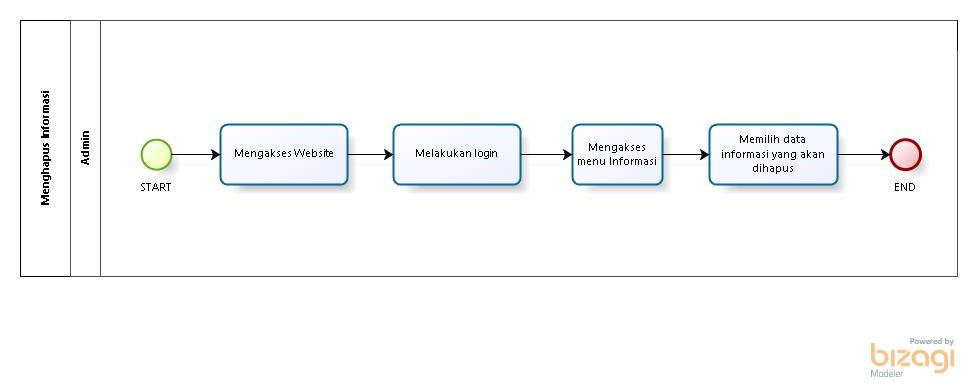 Menghapus Informasi
Admin
START
Mengakses Website
Melakukan login
Mengakses
menu Informasi
Memilih data
informasi yang akan
dihapus
END
Powered by
bizagi
Modeler